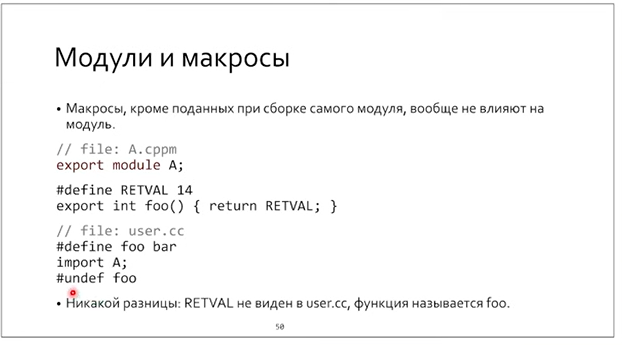 Модули и макросы
• Макросы, кроме поданных при сборке самого модуля, вообще не влияют на
модуль.
// file: A.cppm
export module A;
#define RETVAL 14
export int foo() { return RETVAL; }
// file: user.cc
#define foo bar
import A;
#undef foo
• Никакой разницы: RETVAL не виден в user.cc, функция называется foo.
50